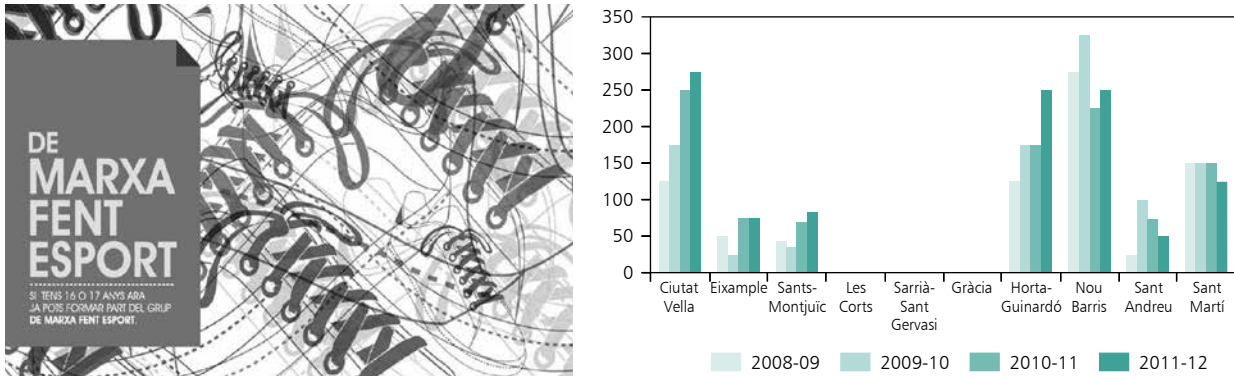 DE
MARXA
FENT
ESPORT
SI TENS 16 O 17 ANYS ARA
JA POTS FORMAR PART DEL GRUP
DE MARXA FENT ESPORT.
350
300
250
200
150
100
50
0
Ciutat
Vella
Eixample
Sants-
Montjuïc
Les
Corts
Sarrià-
Sant
Gervasi
Gràcia
Horta-
Guinardó
Nou
Barris
Sant
Andreu
Sant
Martí
2008-09
2009-10
2010-11
2011-12